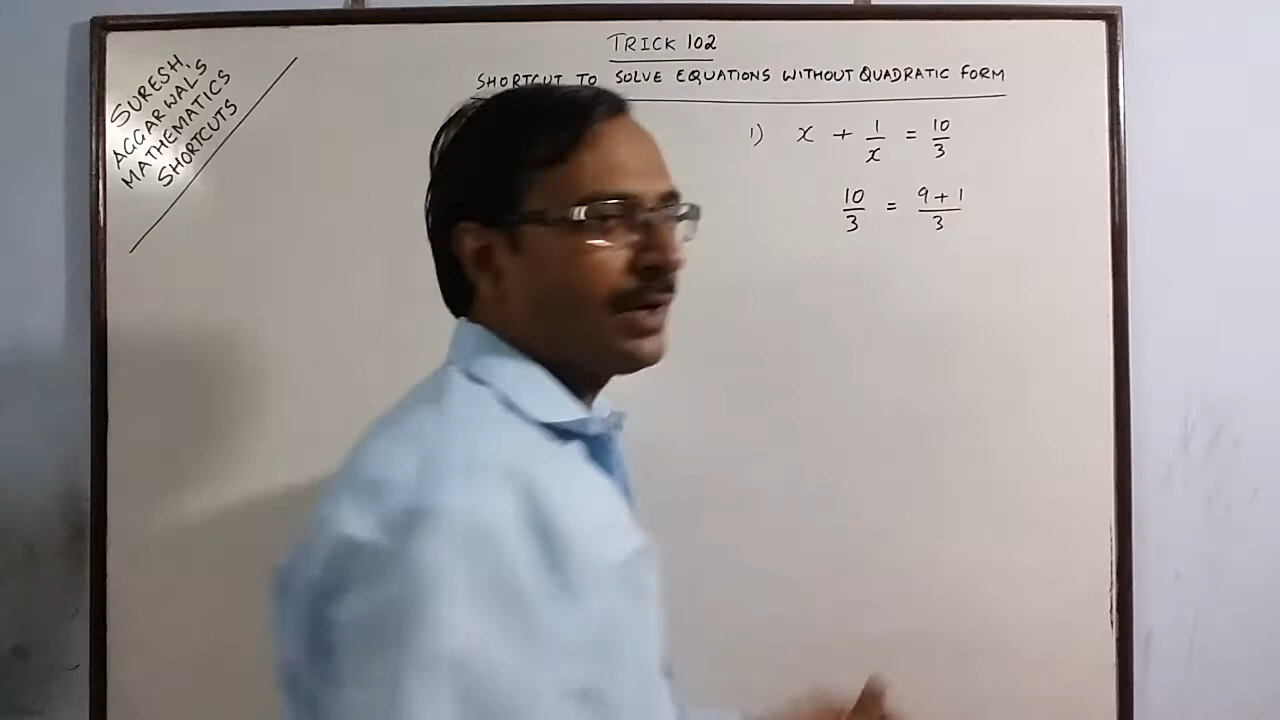 TRICK 102
SHORTCUT TO SOLVE EQUATIONS WITHOUT QUADRATIC FORM
SURESH,
AGGARWAL'S
MATHEMATICS
SHORTCUTS
1) x + 1/x = 10/3
10/3 = 9+1/3